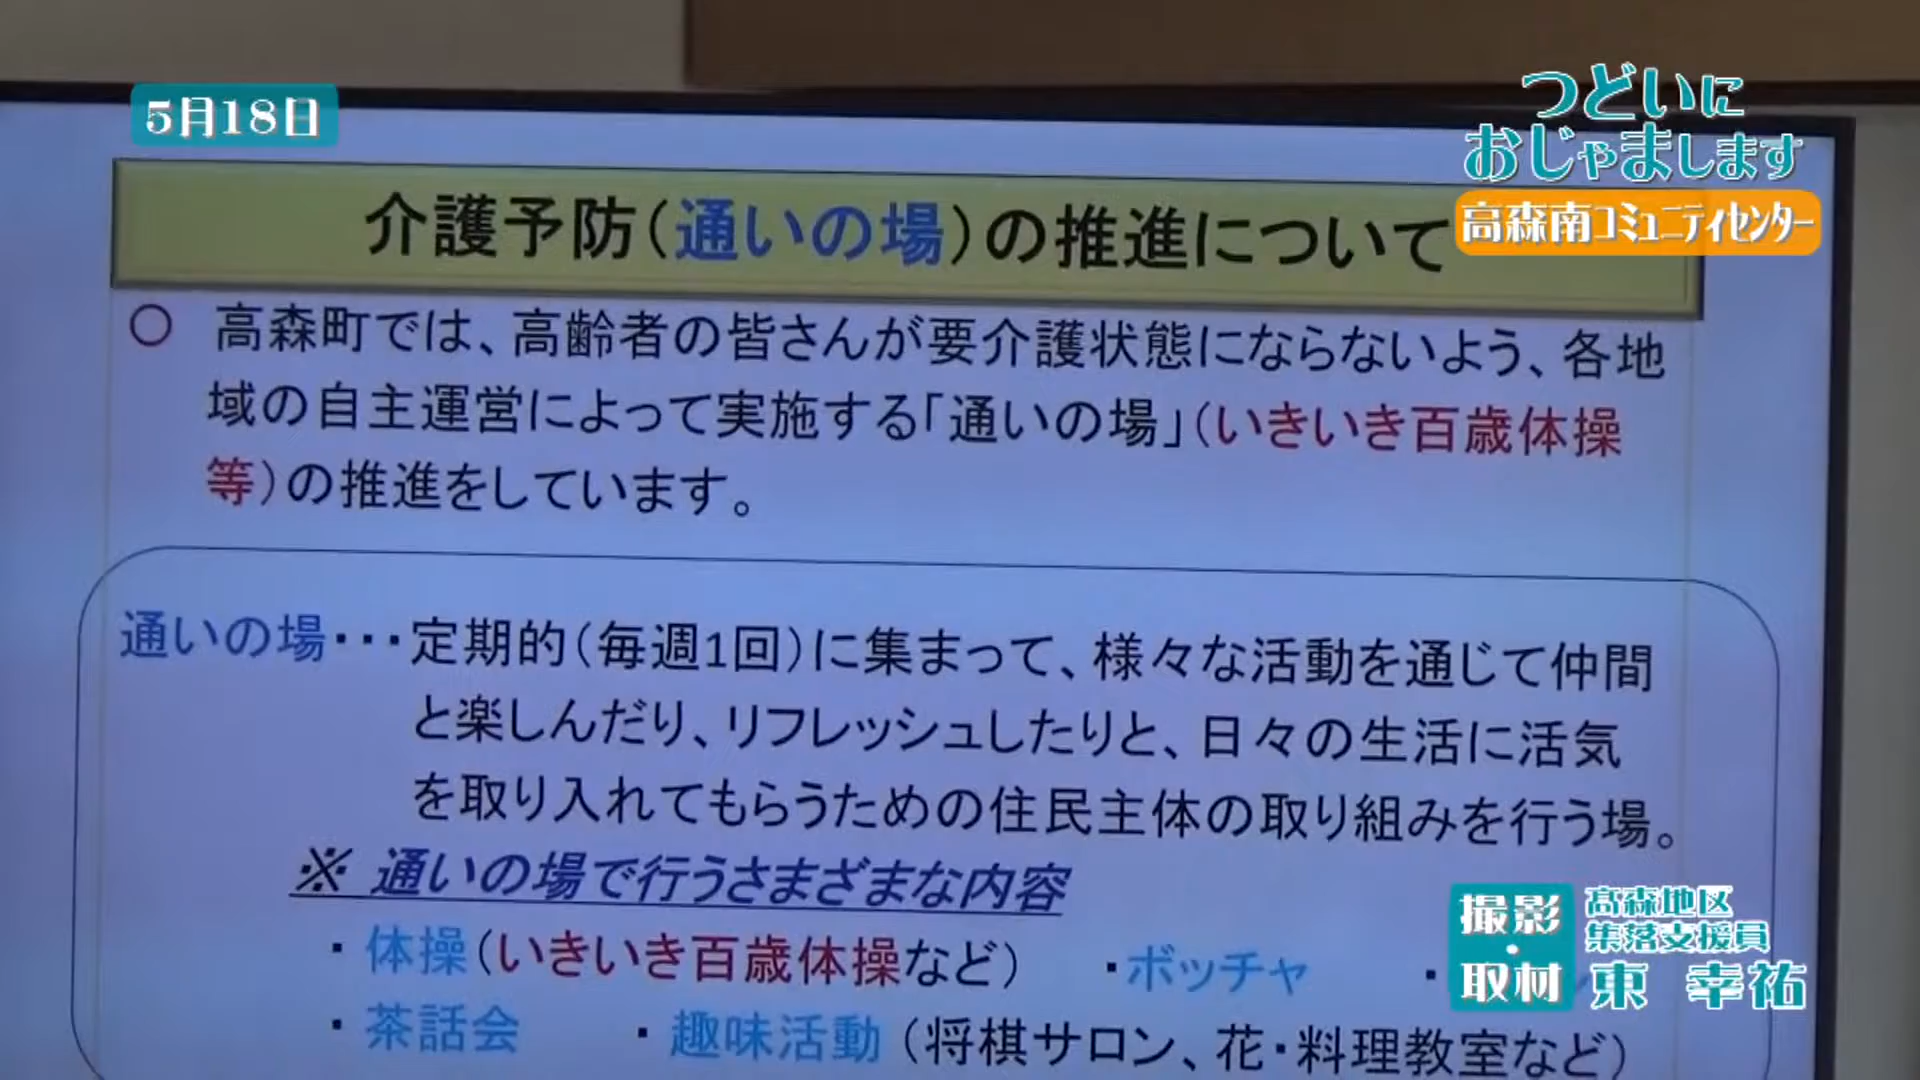 5月18日
つどいに
おじゃまします
高森南コミュニティセンター
介護予防(通いの場)の推進について
○ 高森町では、高齢者の皆さんが要介護状態にならないよう、各地
域の自主運営によって実施する「通いの場」(いきいき百歳体操
等)の推進をしています。
通いの場・・・定期的(毎週1回)に集まって、様々な活動を通じて仲間
と楽しんだり、リフレッシュしたりと、日々の生活に活気
を取り入れてもらうための住民主体の取り組みを行う場。
※ 通いの場で行うさまざまな内容
・体操(いきいき百歳体操など) ・ボッチャ ・
・茶話会 ・趣味活動(将棋サロン、花・料理教室など)
撮影・取材
高森地区
集落支援員
東 幸祐